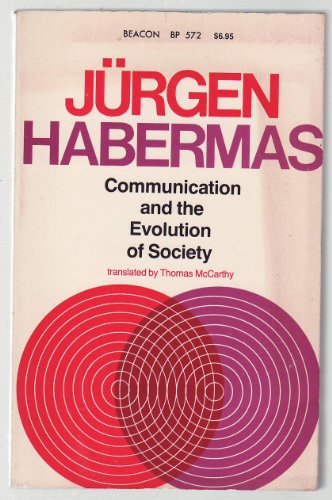 BEACON BP 572 $6.95
JÜRGEN
HABERMAS
Communication
and the
Evolution
of Society
translated by Thomas McCarthy